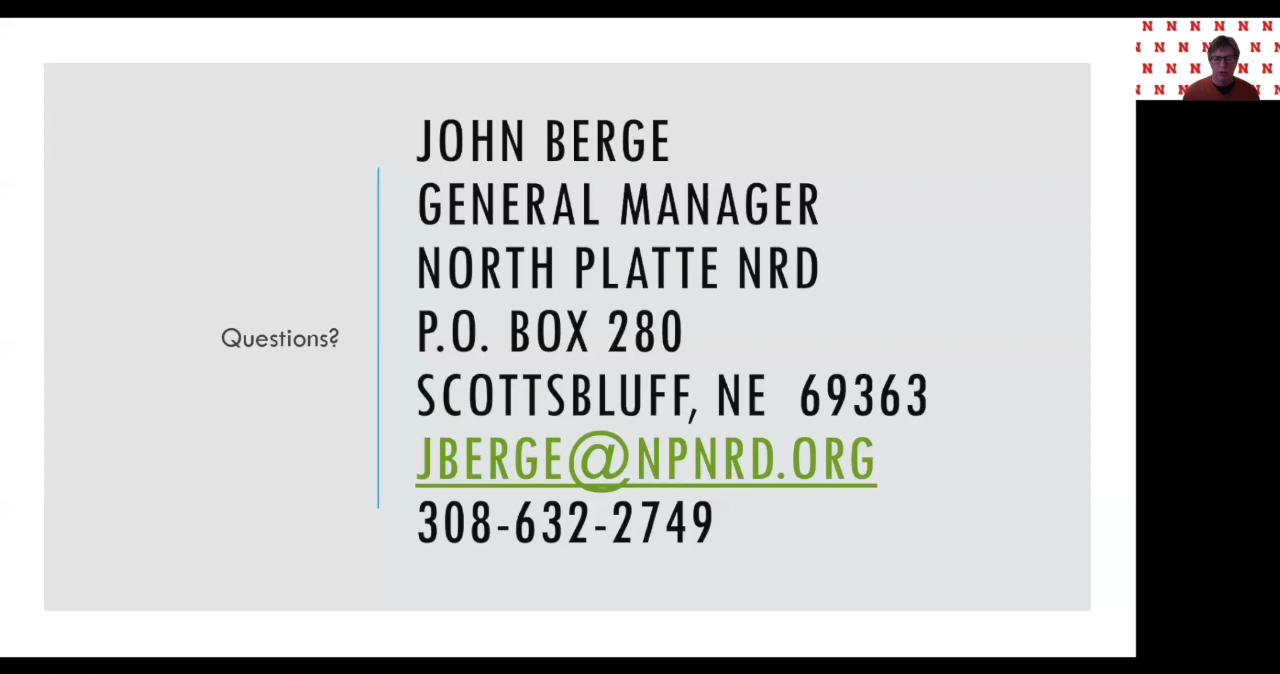 Questions?
JOHN BERGE
GENERAL MANAGER
NORTH PLATTE NRD
P.O. BOX 280
SCOTTSBLUFF, NE  69363
JBERGE@NPNRD.ORG
308-632-2749
N N N N N N
N N N N N
N N N N
N N N